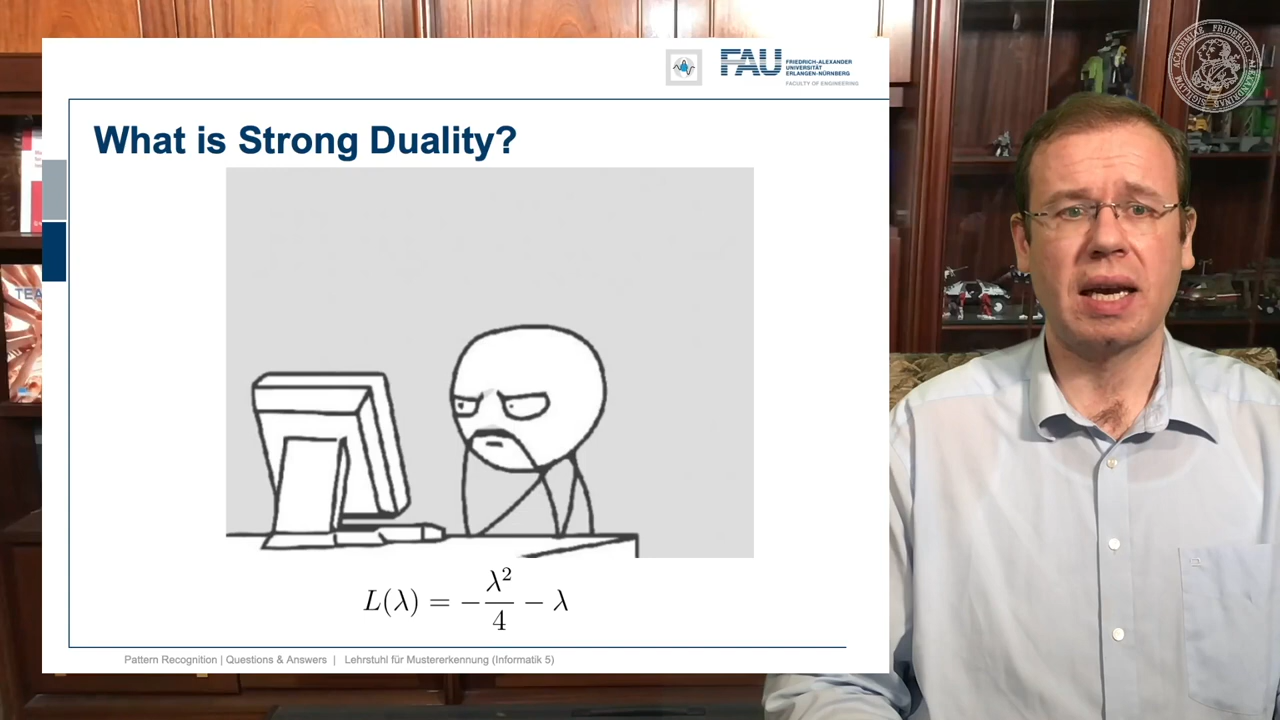 FAU
FRIEDRICH-ALEXANDER
UNIVERSITÄT
ERLANGEN-NÜRNBERG
FACULTY OF ENGINEERING
What is Strong Duality?
L(λ) = −λ²/4 − λ
Pattern Recognition | Questions & Answers | Lehrstuhl für Mustererkennung (Informatik 5)
TEA